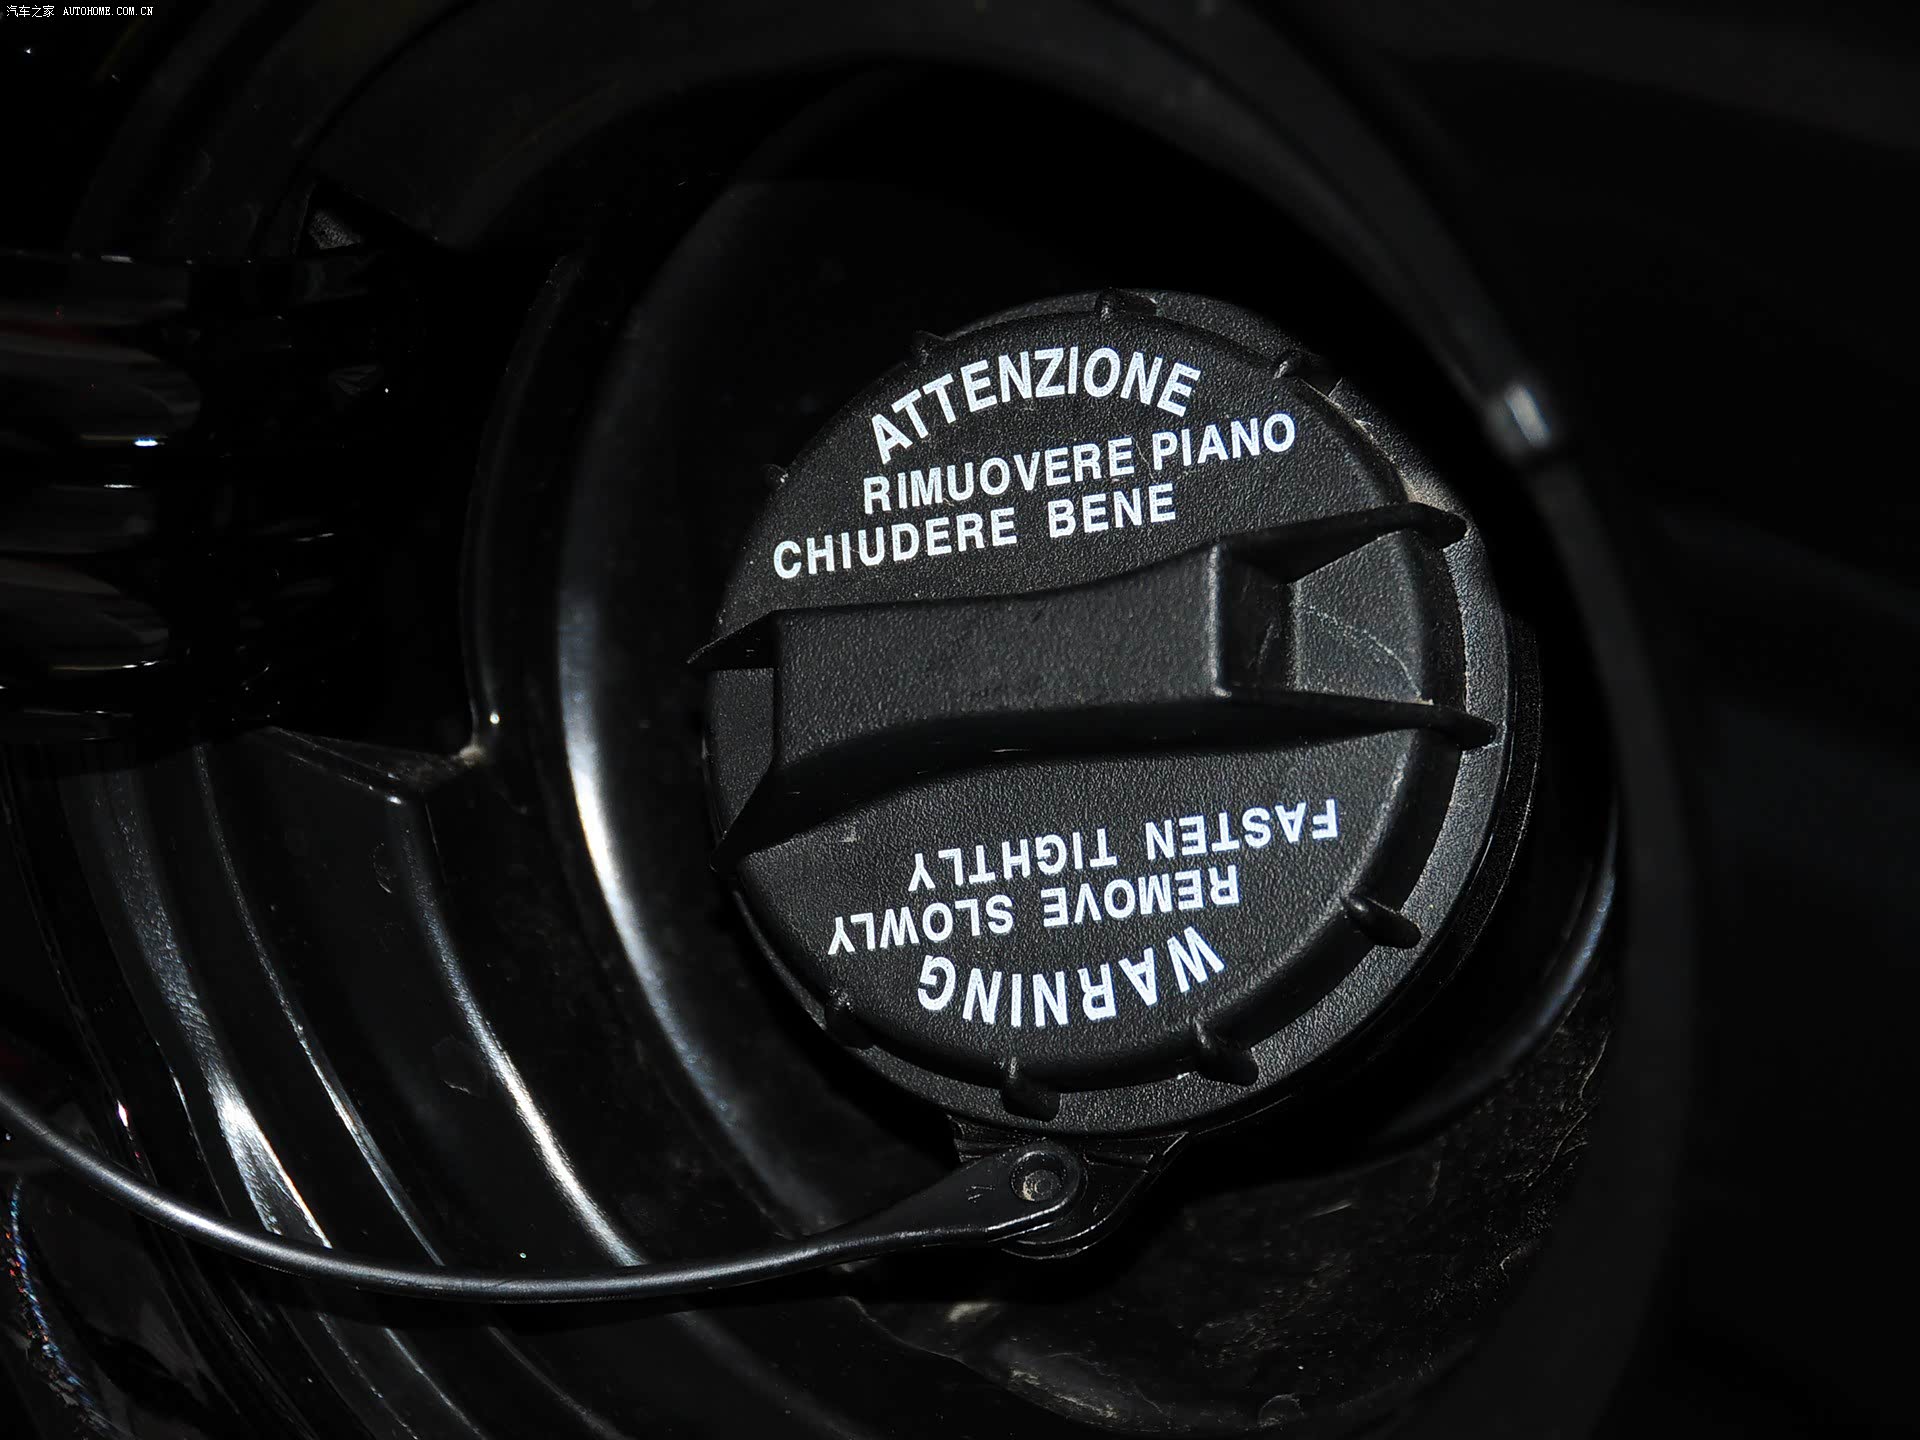 汽车之家 AUTOHOME.COM.CN
ATTENZIONE
RIMUOVERE PIANO
CHIUDERE BENE
WARNING
REMOVE SLOWLY
FASTEN TIGHTLY